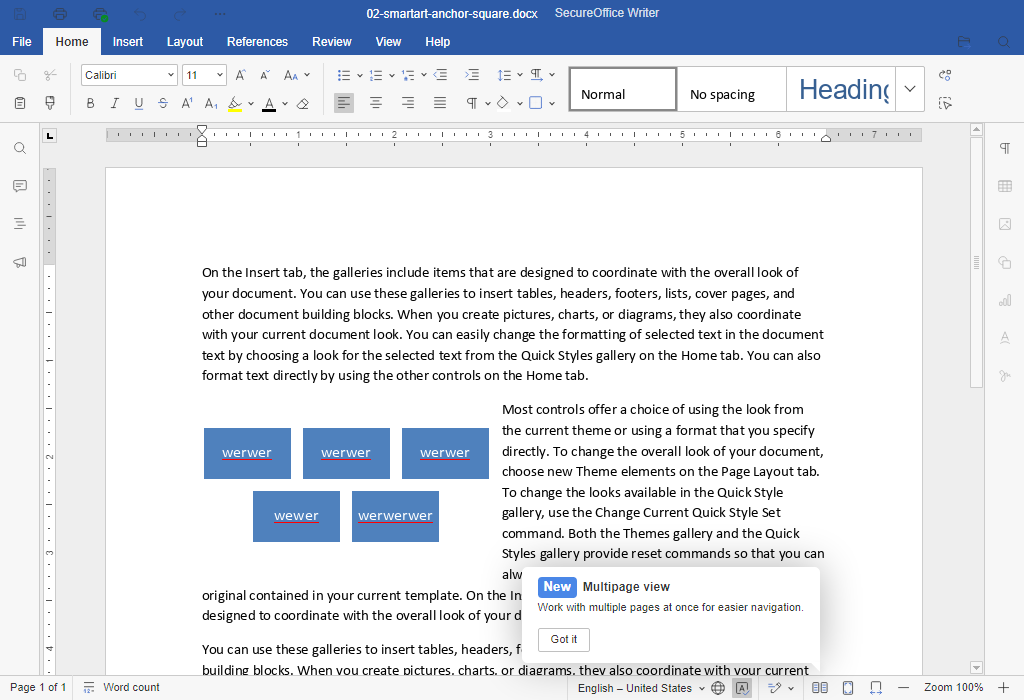 02-smartart-anchor-square.docx SecureOffice Writer
File Home Insert Layout References Review View Help
Calibri 11 Normal No spacing Heading
1 2 3 4 5 6 7
On the Insert tab, the galleries include items that are designed to coordinate with the overall look of
your document. You can use these galleries to insert tables, headers, footers, lists, cover pages, and
other document building blocks. When you create pictures, charts, or diagrams, they also coordinate
with your current document look. You can easily change the formatting of selected text in the document
text by choosing a look for the selected text from the Quick Styles gallery on the Home tab. You can also
format text directly by using the other controls on the Home tab.
werwer werwer werwer
wewer werwerwer
Most controls offer a choice of using the look from
the current theme or using a format that you specify
directly. To change the overall look of your document,
choose new Theme elements on the Page Layout tab.
To change the looks available in the Quick Style
gallery, use the Change Current Quick Style Set
command. Both the Themes gallery and the Quick
Styles gallery provide reset commands so that you can
alw
original contained in your current template. On the In
designed to coordinate with the overall look of your d
You can use these galleries to insert tables, headers, f
building blocks. When you create pictures, charts, or diagrams, they also coordinate with your current
New Multipage view
Work with multiple pages at once for easier navigation.
Got it
Page 1 of 1 Word count English – United States Zoom 100%